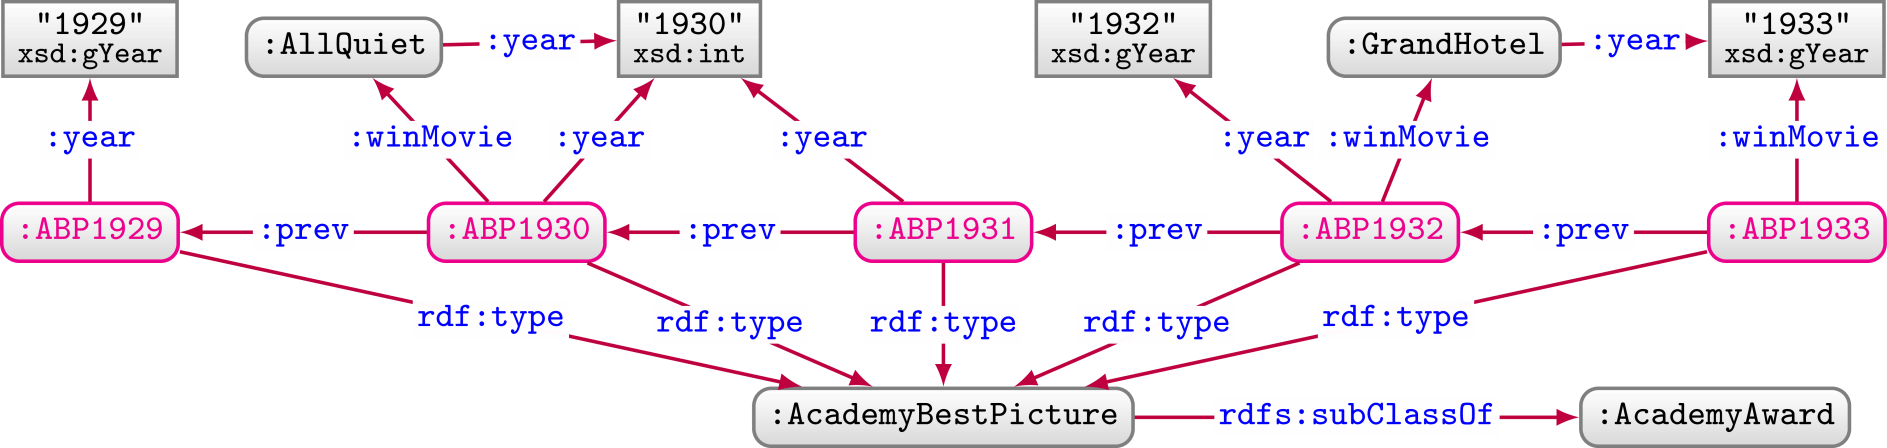 "1929"
xsd:gYear
:AllQuiet
:year
"1930"
xsd:int
"1932"
xsd:gYear
:GrandHotel
:year
"1933"
xsd:gYear
:year
:winMovie
:year
:year
:year
:winMovie
:winMovie
:ABP1929
:prev
:ABP1930
:prev
:ABP1931
:prev
:ABP1932
:prev
:ABP1933
rdf:type
rdf:type
rdf:type
rdf:type
rdf:type
:AcademyBestPicture
rdfs:subClassOf
:AcademyAward